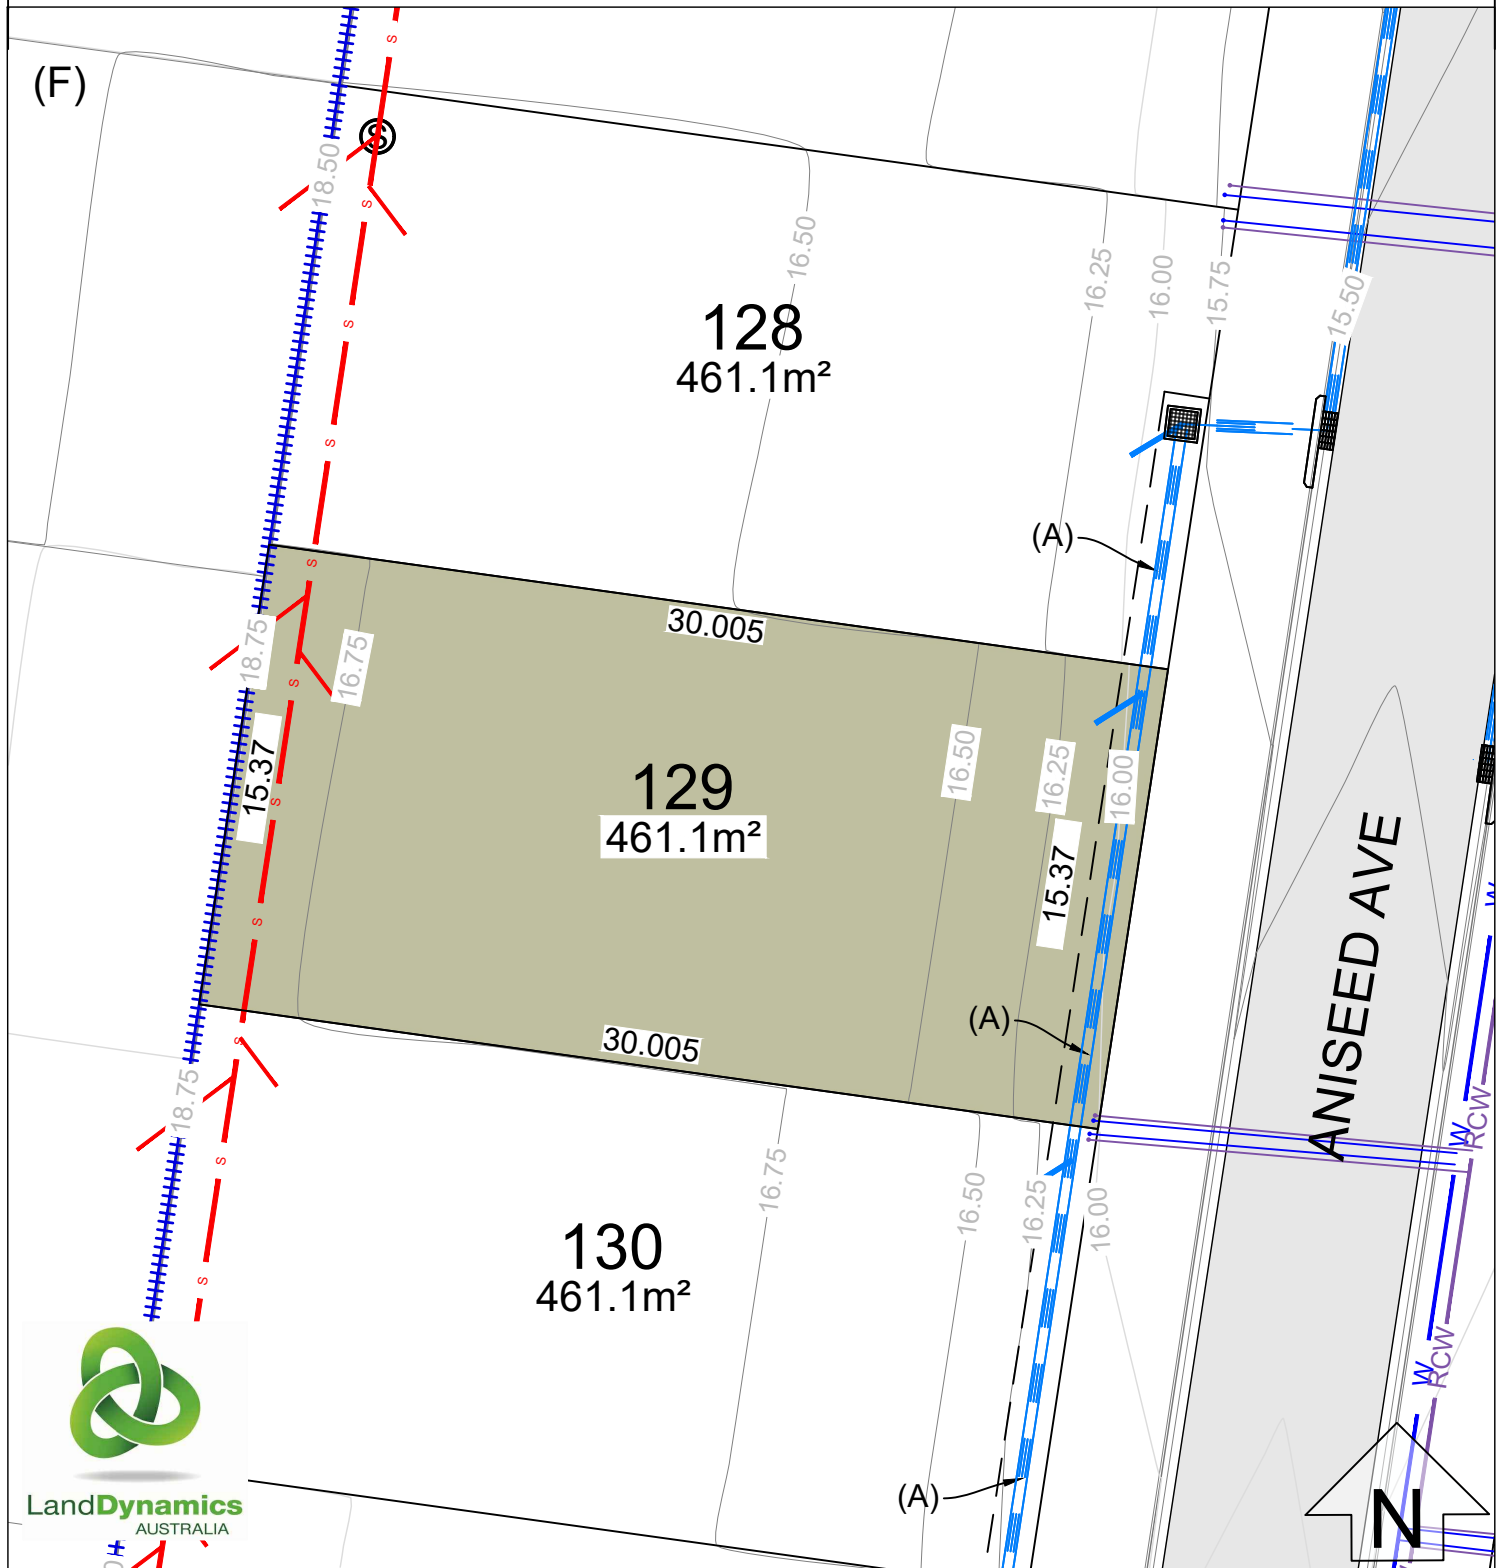 (F)
S
s
18.50
s
16.50
16.25
16.00
15.75
15.50
s
128
461.1m²
s
(A)
s
30.005
18.75
16.75
s
15.37
s
16.50
16.25
16.00
129
461.1m²
15.37
ANISEED AVE
W
s
(A)
30.005
s
18.75
W
RCW
s
16.75
16.50
16.25
16.00
130
461.1m²
s
W
RCW
(A)
N
LandDynamics
AUSTRALIA